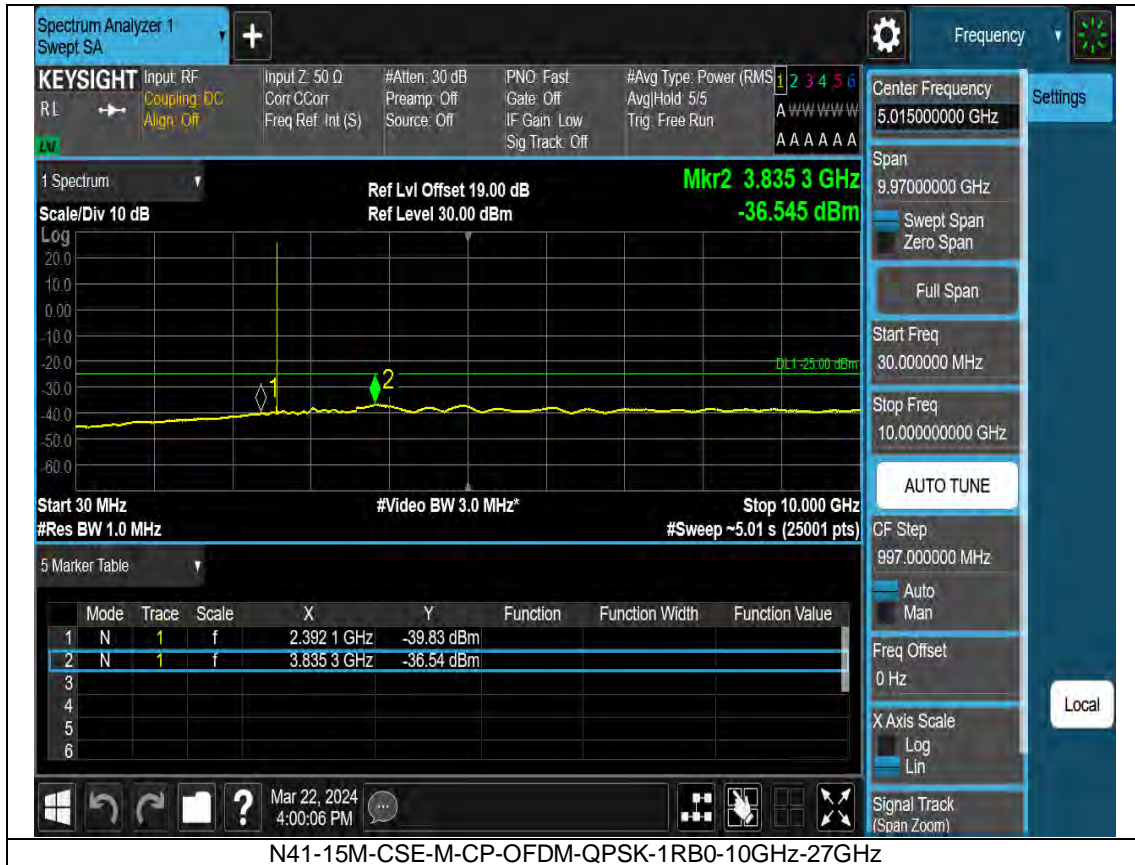 Spectrum Analyzer 1
Swept SA
+
Frequency
KEYSIGHT
RL
LXI
Input: RF
Coupling: DC
Align: Off
Input Z: 50 Ω
Corr CCorr
Freq Ref: Int (S)
#Atten: 30 dB
Preamp: Off
Source: Off
PNO: Fast
Gate: Off
IF Gain: Low
Sig Track: Off
#Avg Type: Power (RMS
Avg|Hold: 5/5
Trig: Free Run
1 2 3 4 5 6
A W W W W W
A A A A A A
1 Spectrum
Scale/Div 10 dB
Ref Lvl Offset 19.00 dB
Ref Level 30.00 dBm
Mkr2 3.835 3 GHz
-36.545 dBm
Log
20.0
10.0
0.00
-10.0
-20.0
-30.0
-40.0
-50.0
-60.0
DL1 -25.00 dBm
1
2
Start 30 MHz
#Video BW 3.0 MHz*
Stop 10.000 GHz
#Res BW 1.0 MHz
#Sweep ~5.01 s (25001 pts)
5 Marker Table
Mode Trace Scale X Y Function Function Width Function Value
1 N 1 f 2.392 1 GHz -39.83 dBm
2 N 1 f 3.835 3 GHz -36.54 dBm
3
4
5
6
?
Mar 22, 2024
4:00:06 PM
Center Frequency
5.015000000 GHz
Settings
Span
9.97000000 GHz
Swept Span
Zero Span
Full Span
Start Freq
30.000000 MHz
Stop Freq
10.000000000 GHz
AUTO TUNE
CF Step
997.000000 MHz
Auto
Man
Freq Offset
0 Hz
Local
X Axis Scale
Log
Lin
Signal Track
(Span Zoom)
N41-15M-CSE-M-CP-OFDM-QPSK-1RB0-10GHz-27GHz